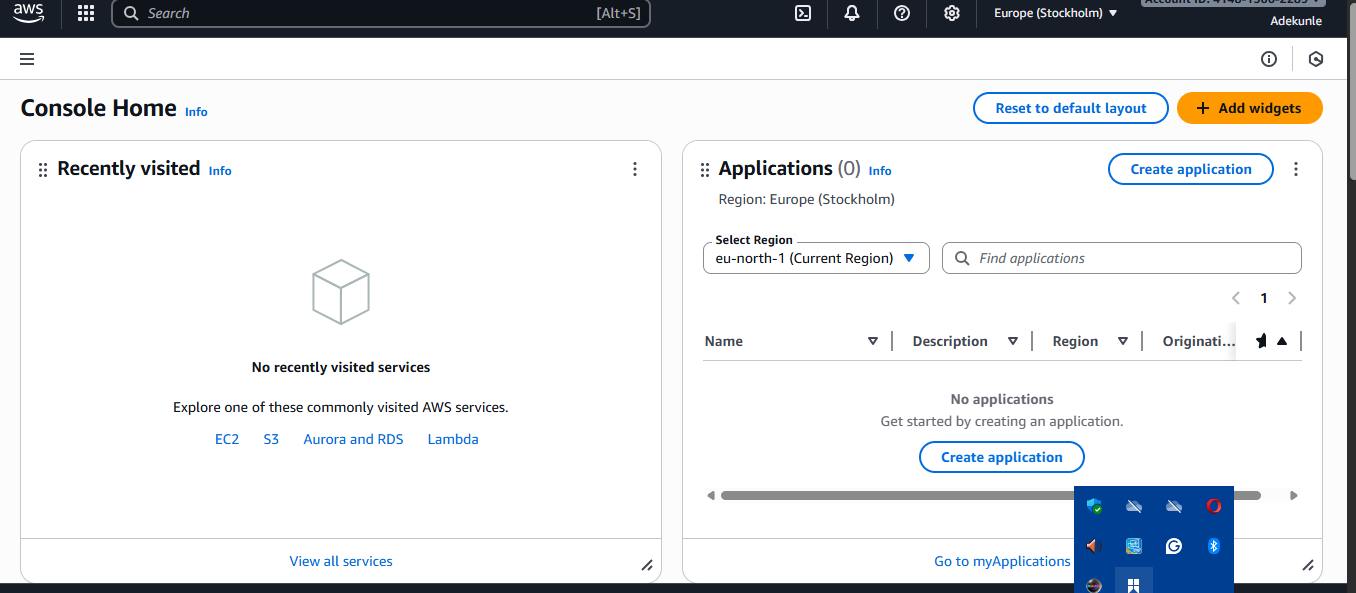 aws
Search [Alt+S]
Europe (Stockholm)
Adekunle
Console Home Info
Reset to default layout
+ Add widgets
Recently visited Info
No recently visited services
Explore one of these commonly visited AWS services.
EC2 S3 Aurora and RDS Lambda
View all services
Applications (0) Info
Create application
Region: Europe (Stockholm)
Select Region
eu-north-1 (Current Region)
Find applications
1
Name Description Region Originati...
No applications
Get started by creating an application.
Create application
Go to myApplications